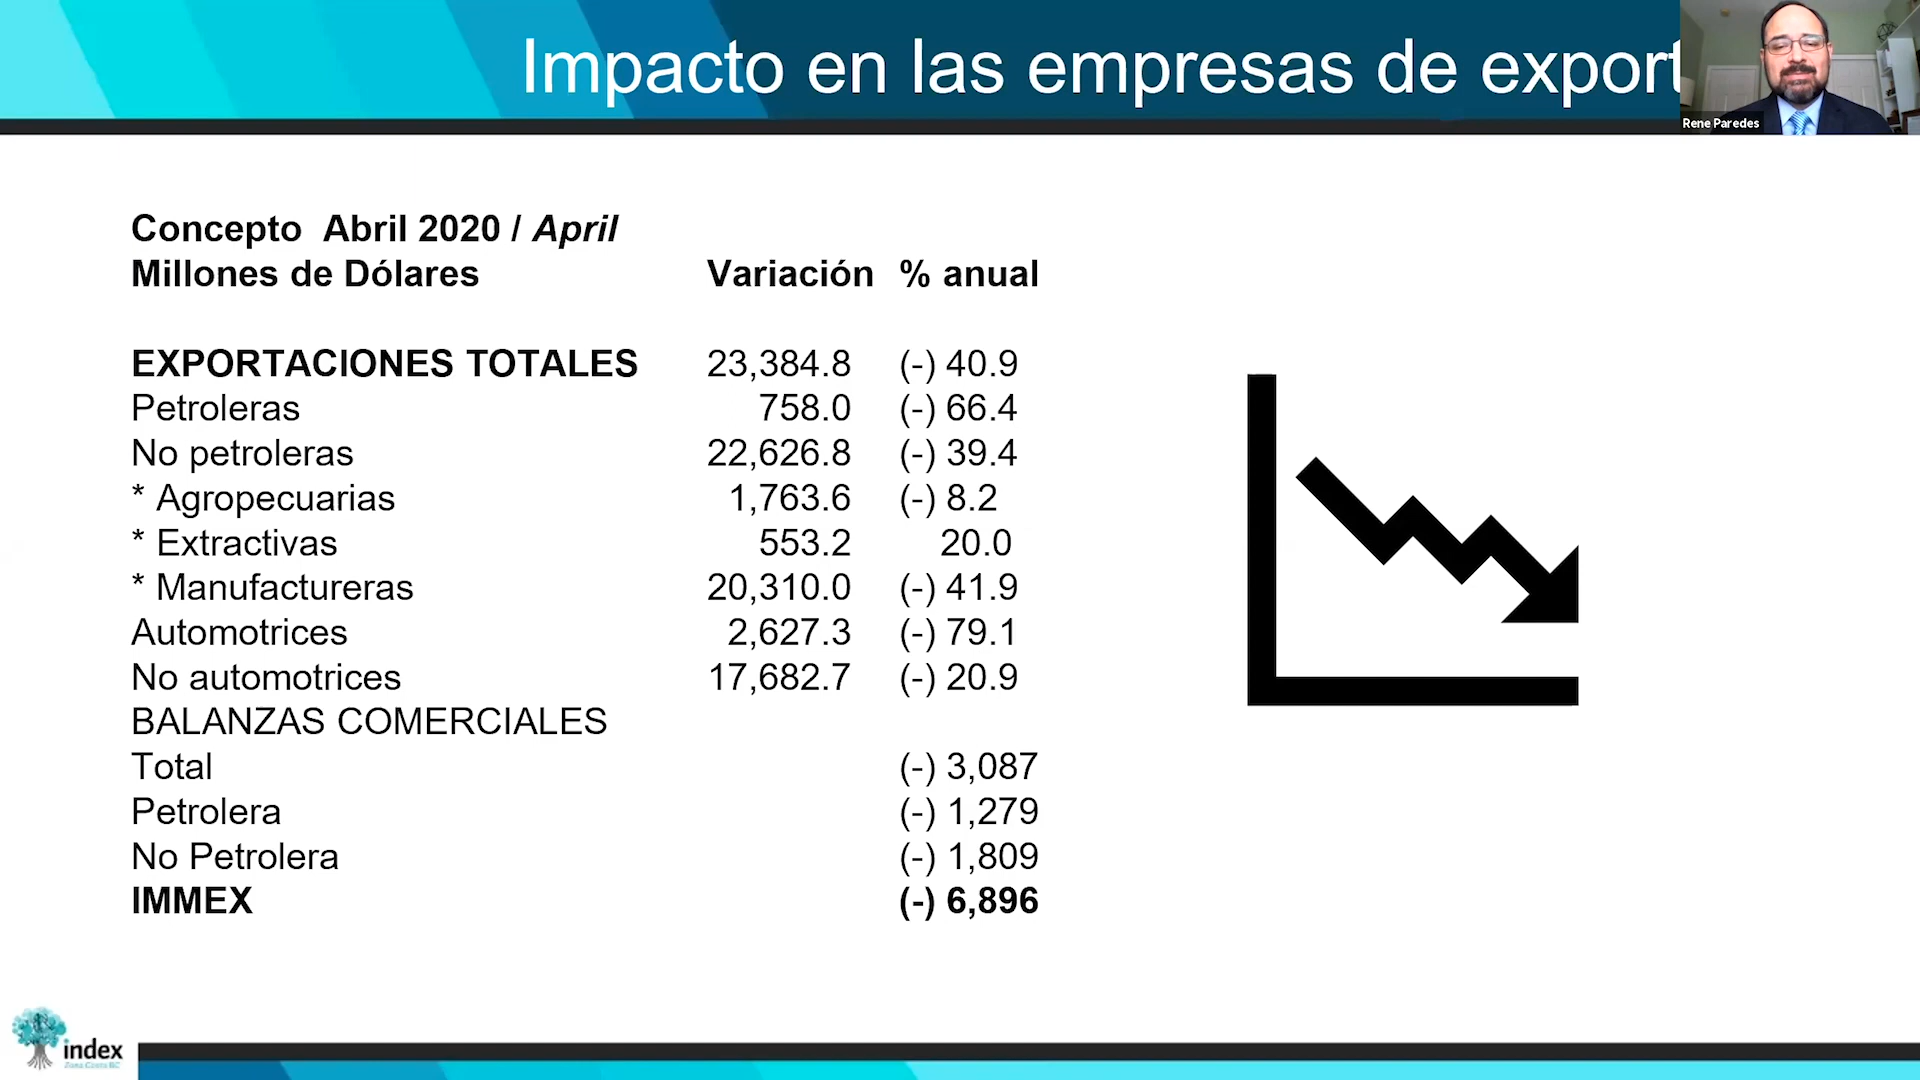 Impacto en las empresas de export
Rene Paredes
Concepto Abril 2020 / April
Millones de Dólares Variación % anual
EXPORTACIONES TOTALES 23,384.8 (-) 40.9
Petroleras 758.0 (-) 66.4
No petroleras 22,626.8 (-) 39.4
* Agropecuarias 1,763.6 (-) 8.2
* Extractivas 553.2 20.0
* Manufactureras 20,310.0 (-) 41.9
Automotrices 2,627.3 (-) 79.1
No automotrices 17,682.7 (-) 20.9
BALANZAS COMERCIALES
Total (-) 3,087
Petrolera (-) 1,279
No Petrolera (-) 1,809
IMMEX (-) 6,896
index
Zona Costa BC